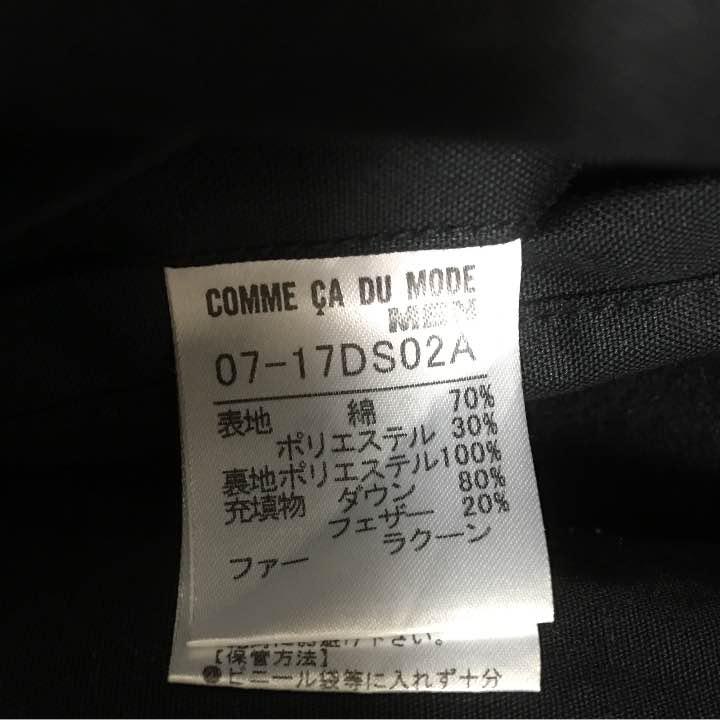 COMME ÇA DU MODE
MEN
07-17DS02A
表地 綿 70%
ポリエステル 30%
裏地ポリエステル100%
充填物 ダウン 80%
フェザー 20%
ファー ラクーン
【保管方法】
ビニール袋等に入れず十分